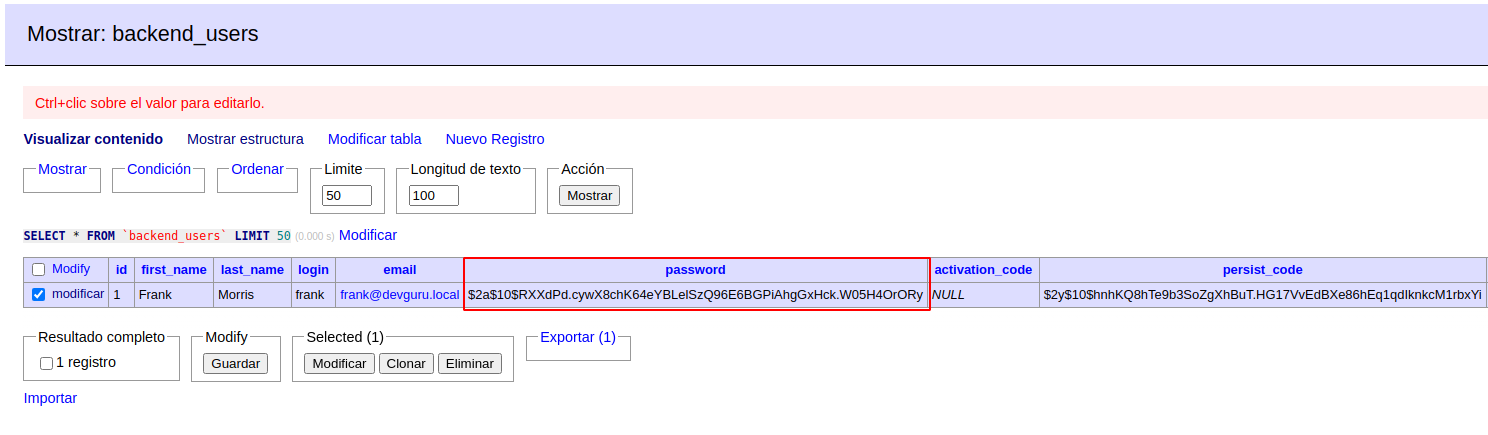 Mostrar: backend_users
Ctrl+clic sobre el valor para editarlo.
Visualizar contenido Mostrar estructura Modificar tabla Nuevo Registro
Mostrar Condición Ordenar Limite Longitud de texto Acción
50 100 Mostrar
SELECT * FROM `backend_users` LIMIT 50 (0.000 s) Modificar
Modify id first_name last_name login email password activation_code persist_code
modificar 1 Frank Morris frank frank@devguru.local $2a$10$RXXdPd.cywX8chK64eYBLelSzQ96E6BGPiAhgGxHck.W05H4OrORy NULL $2y$10$hnhKQ8hTe9b3SoZgXhBuT.HG17VvEdBXe86hEq1qdIknkcM1rbxYi
Resultado completo Modify Selected (1) Exportar (1)
1 registro Guardar Modificar Clonar Eliminar
Importar